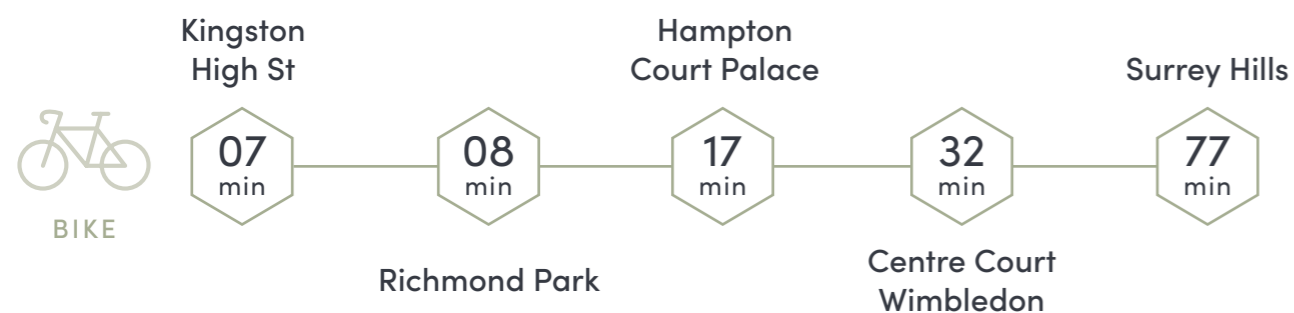 Kingston
High St
Hampton
Court Palace
Surrey Hills
07
min
08
min
17
min
32
min
77
min
BIKE
Richmond Park
Centre Court
Wimbledon